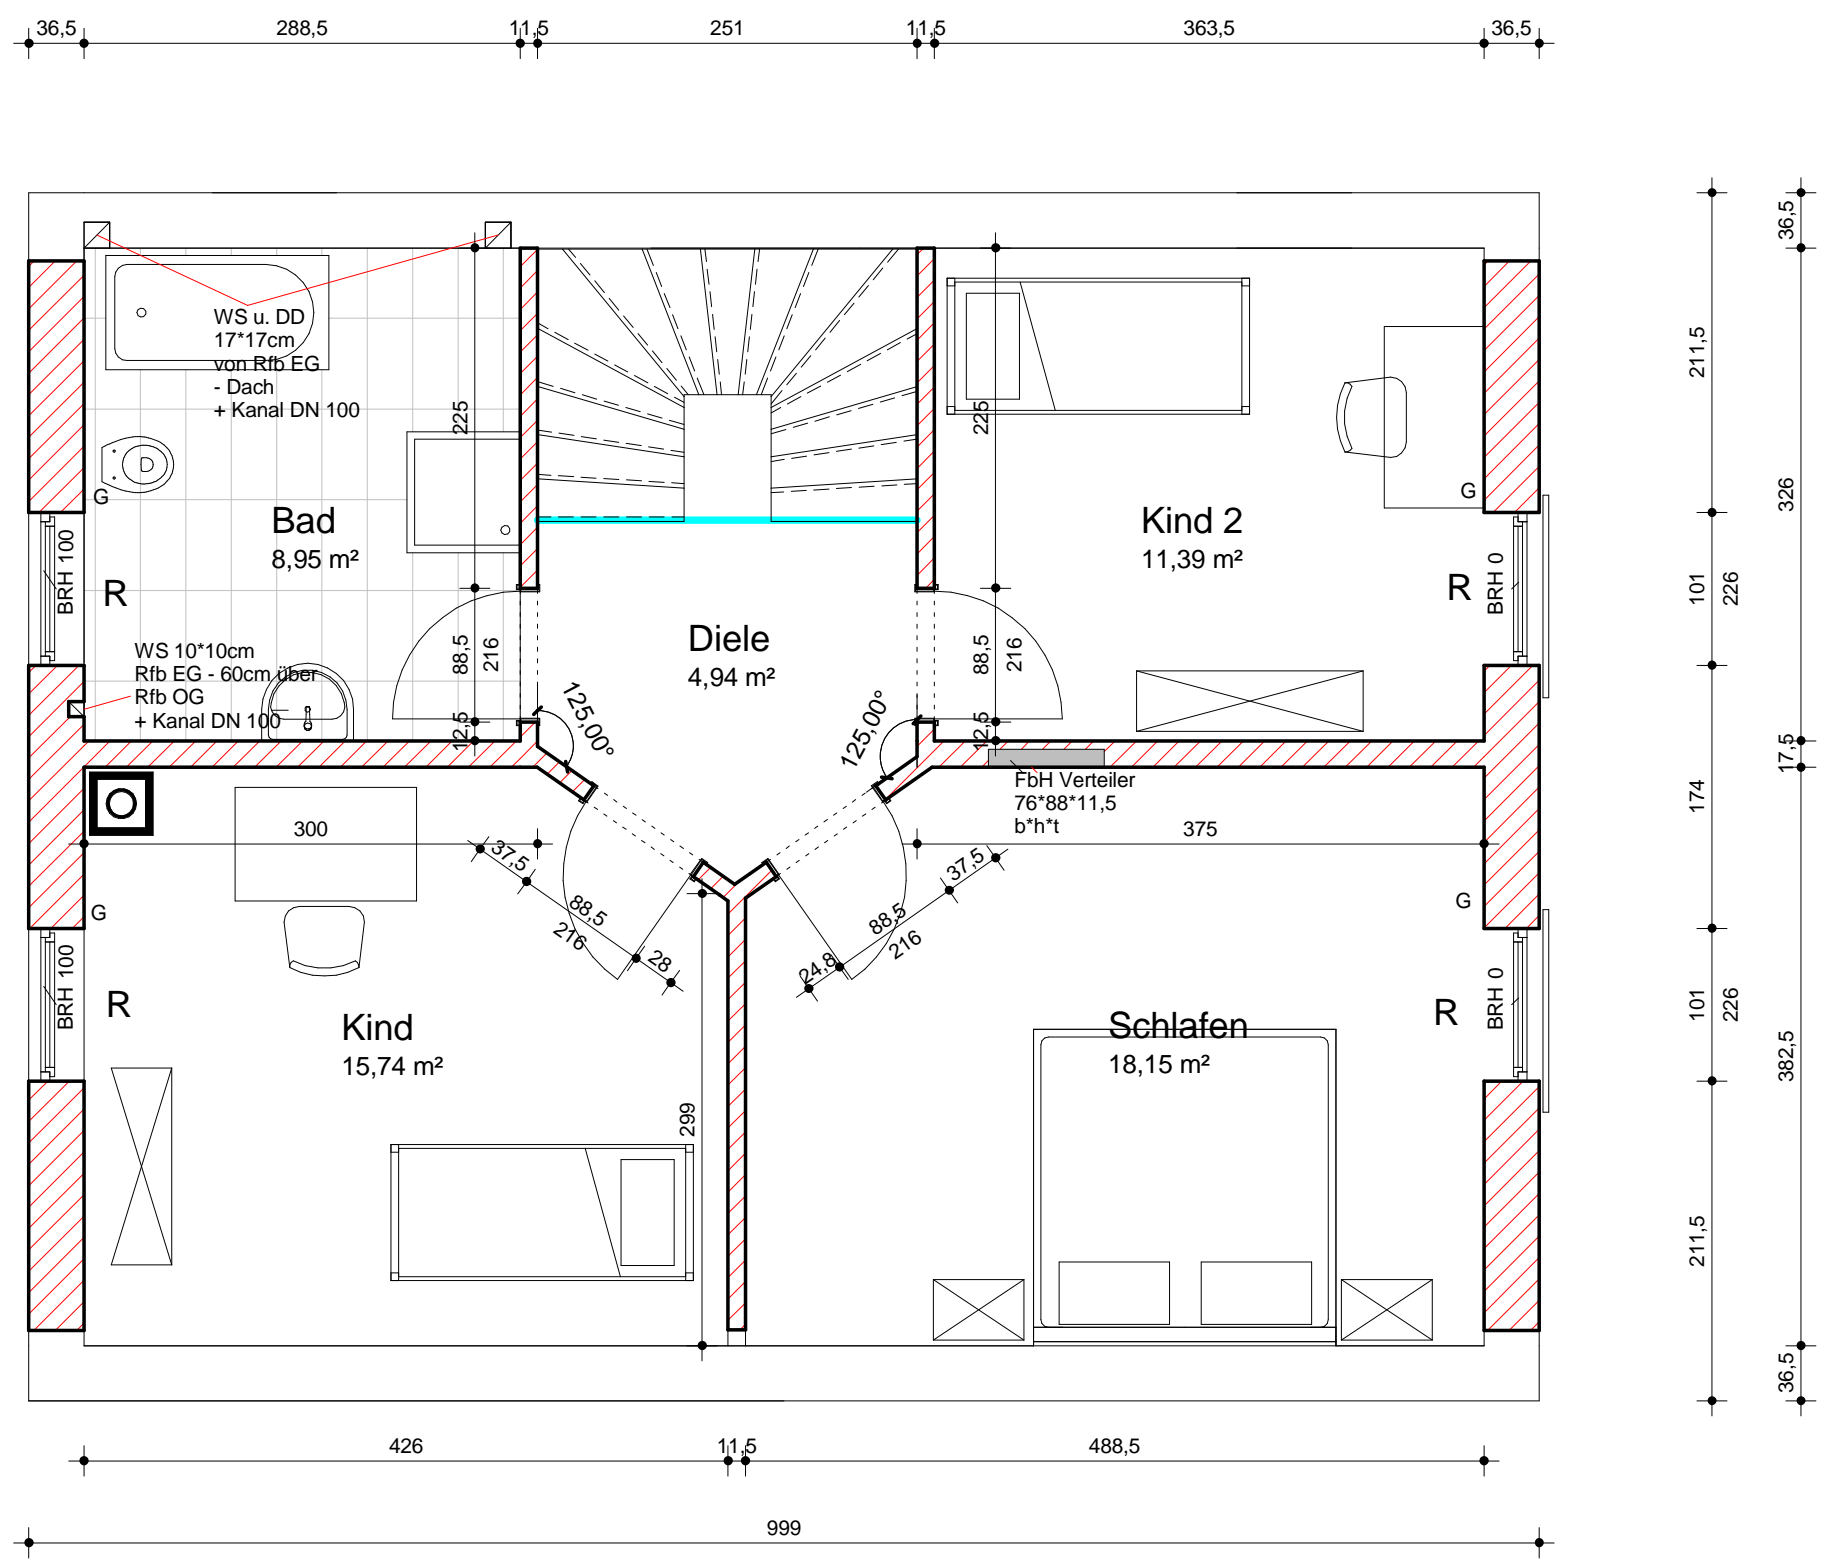 36,5
288,5
11,5
251
11,5
363,5
36,5
WS u. DD
17*17cm
von Rfb EG
- Dach
+ Kanal DN 100
225
225
G
G
Bad
8,95 m²
Kind 2
11,39 m²
BRH 100
R
R
BRH 0
Diele
4,94 m²
WS 10*10cm
Rfb EG - 60cm über
Rfb OG
+ Kanal DN 100
88,5
216
12,5
125,00°
125,00°
88,5
216
12,5
FbH Verteiler
76*88*11,5
b*h*t
300
375
37,5
88,5
216
28
37,5
88,5
216
24,8
G
G
BRH 100
R
R
BRH 0
Kind
15,74 m²
Schlafen
18,15 m²
299
36,5
211,5
326
101
226
17,5
174
101
226
382,5
211,5
36,5
426
11,5
488,5
999